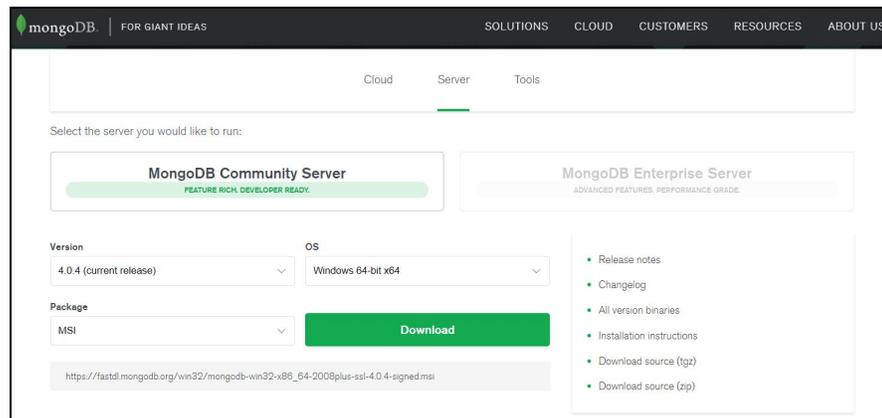 mongoDB. FOR GIANT IDEAS SOLUTIONS CLOUD CUSTOMERS RESOURCES ABOUT US
Cloud Server Tools
Select the server you would like to run:
MongoDB Community Server
FEATURE RICH. DEVELOPER READY.
MongoDB Enterprise Server
ADVANCED FEATURES. PERFORMANCE GRADE.
Version
4.0.4 (current release)
OS
Windows 64-bit x64
Package
MSI
Download
https://fastdl.mongodb.org/win32/mongodb-win32-x86_64-2008plus-ssl-4.0.4-signed.msi
• Release notes
• Changelog
• All version binaries
• Installation instructions
• Download source (tgz)
• Download source (zip)